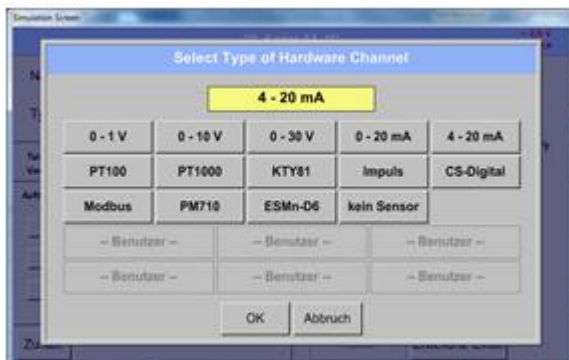 Simulation Screen
Select Type of Hardware Channel
4 - 20 mA
0 - 1 V 0 - 10 V 0 - 30 V 0 - 20 mA 4 - 20 mA
PT100 PT1000 KTY81 Impuls CS-Digital
Modbus PM710 ESMn-D6 kein Sensor
-- Benutzer -- -- Benutzer -- -- Benutzer --
-- Benutzer -- -- Benutzer -- -- Benutzer --
OK Abbruch